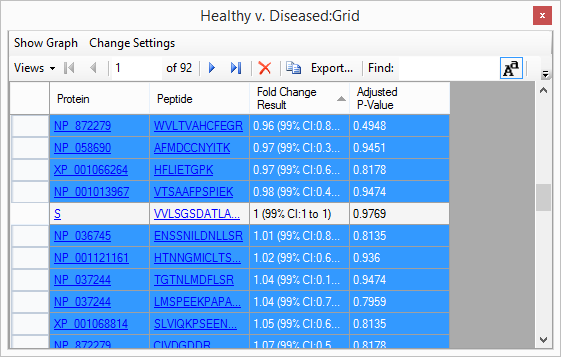 Healthy v. Diseased:Grid
Show Graph Change Settings
Views 1 of 92 Export... Find: Aa
Protein Peptide Fold Change Result Adjusted P-Value
NP_872279 WVLTVAHCFEGR 0.96 (99% CI:0.8... 0.4948
NP_058690 AFMDCCNYITK 0.97 (99% CI:0.3... 0.9451
XP_001066264 HFLIETGPK 0.97 (99% CI:0.6... 0.8178
NP_001013967 VTSAAFPSPIEK 0.98 (99% CI:0.4... 0.9474
S VVLSGSDATLA... 1 (99% CI:1 to 1) 0.9769
NP_036745 ENSSNILDNLLSR 1.01 (99% CI:0.8... 0.8135
NP_001121161 HTNNGMICLTS... 1.02 (99% CI:0.6... 0.936
NP_037244 TGTNLMDFLSR 1.04 (99% CI:0.1... 0.9474
NP_037244 LMSPEEKPAPA... 1.04 (99% CI:0.7... 0.7959
XP_001068814 SLVIQKPSEEN... 1.05 (99% CI:0.6... 0.8135
NP_872279 CIVDGDDR 1.07 (99% CI:0.5... 0.8178